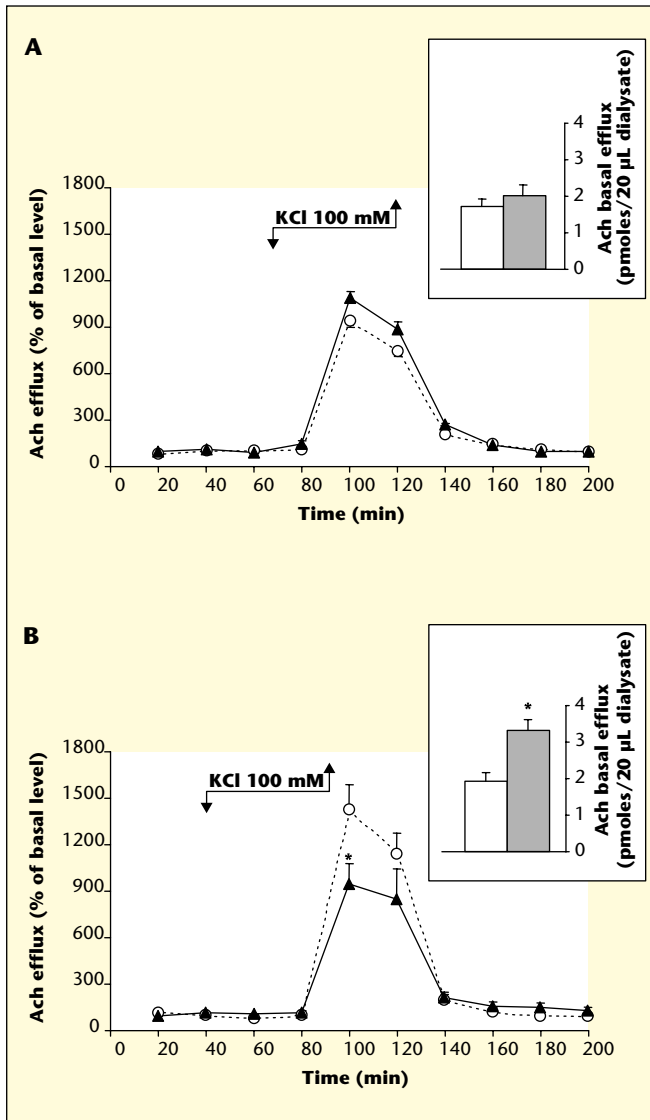 A
Ach basal efflux
(pmoles/20 µL dialysate)
4
3
2
1
0
Ach efflux (% of basal level)
1800
1500
1200
900
600
300
0
KCl 100 mM
0 20 40 60 80 100 120 140 160 180 200
Time (min)
B
Ach basal efflux
(pmoles/20 µL dialysate)
4
3
2
1
0
*
Ach efflux (% of basal level)
1800
1500
1200
900
600
300
0
KCl 100 mM
*
0 20 40 60 80 100 120 140 160 180 200
Time (min)